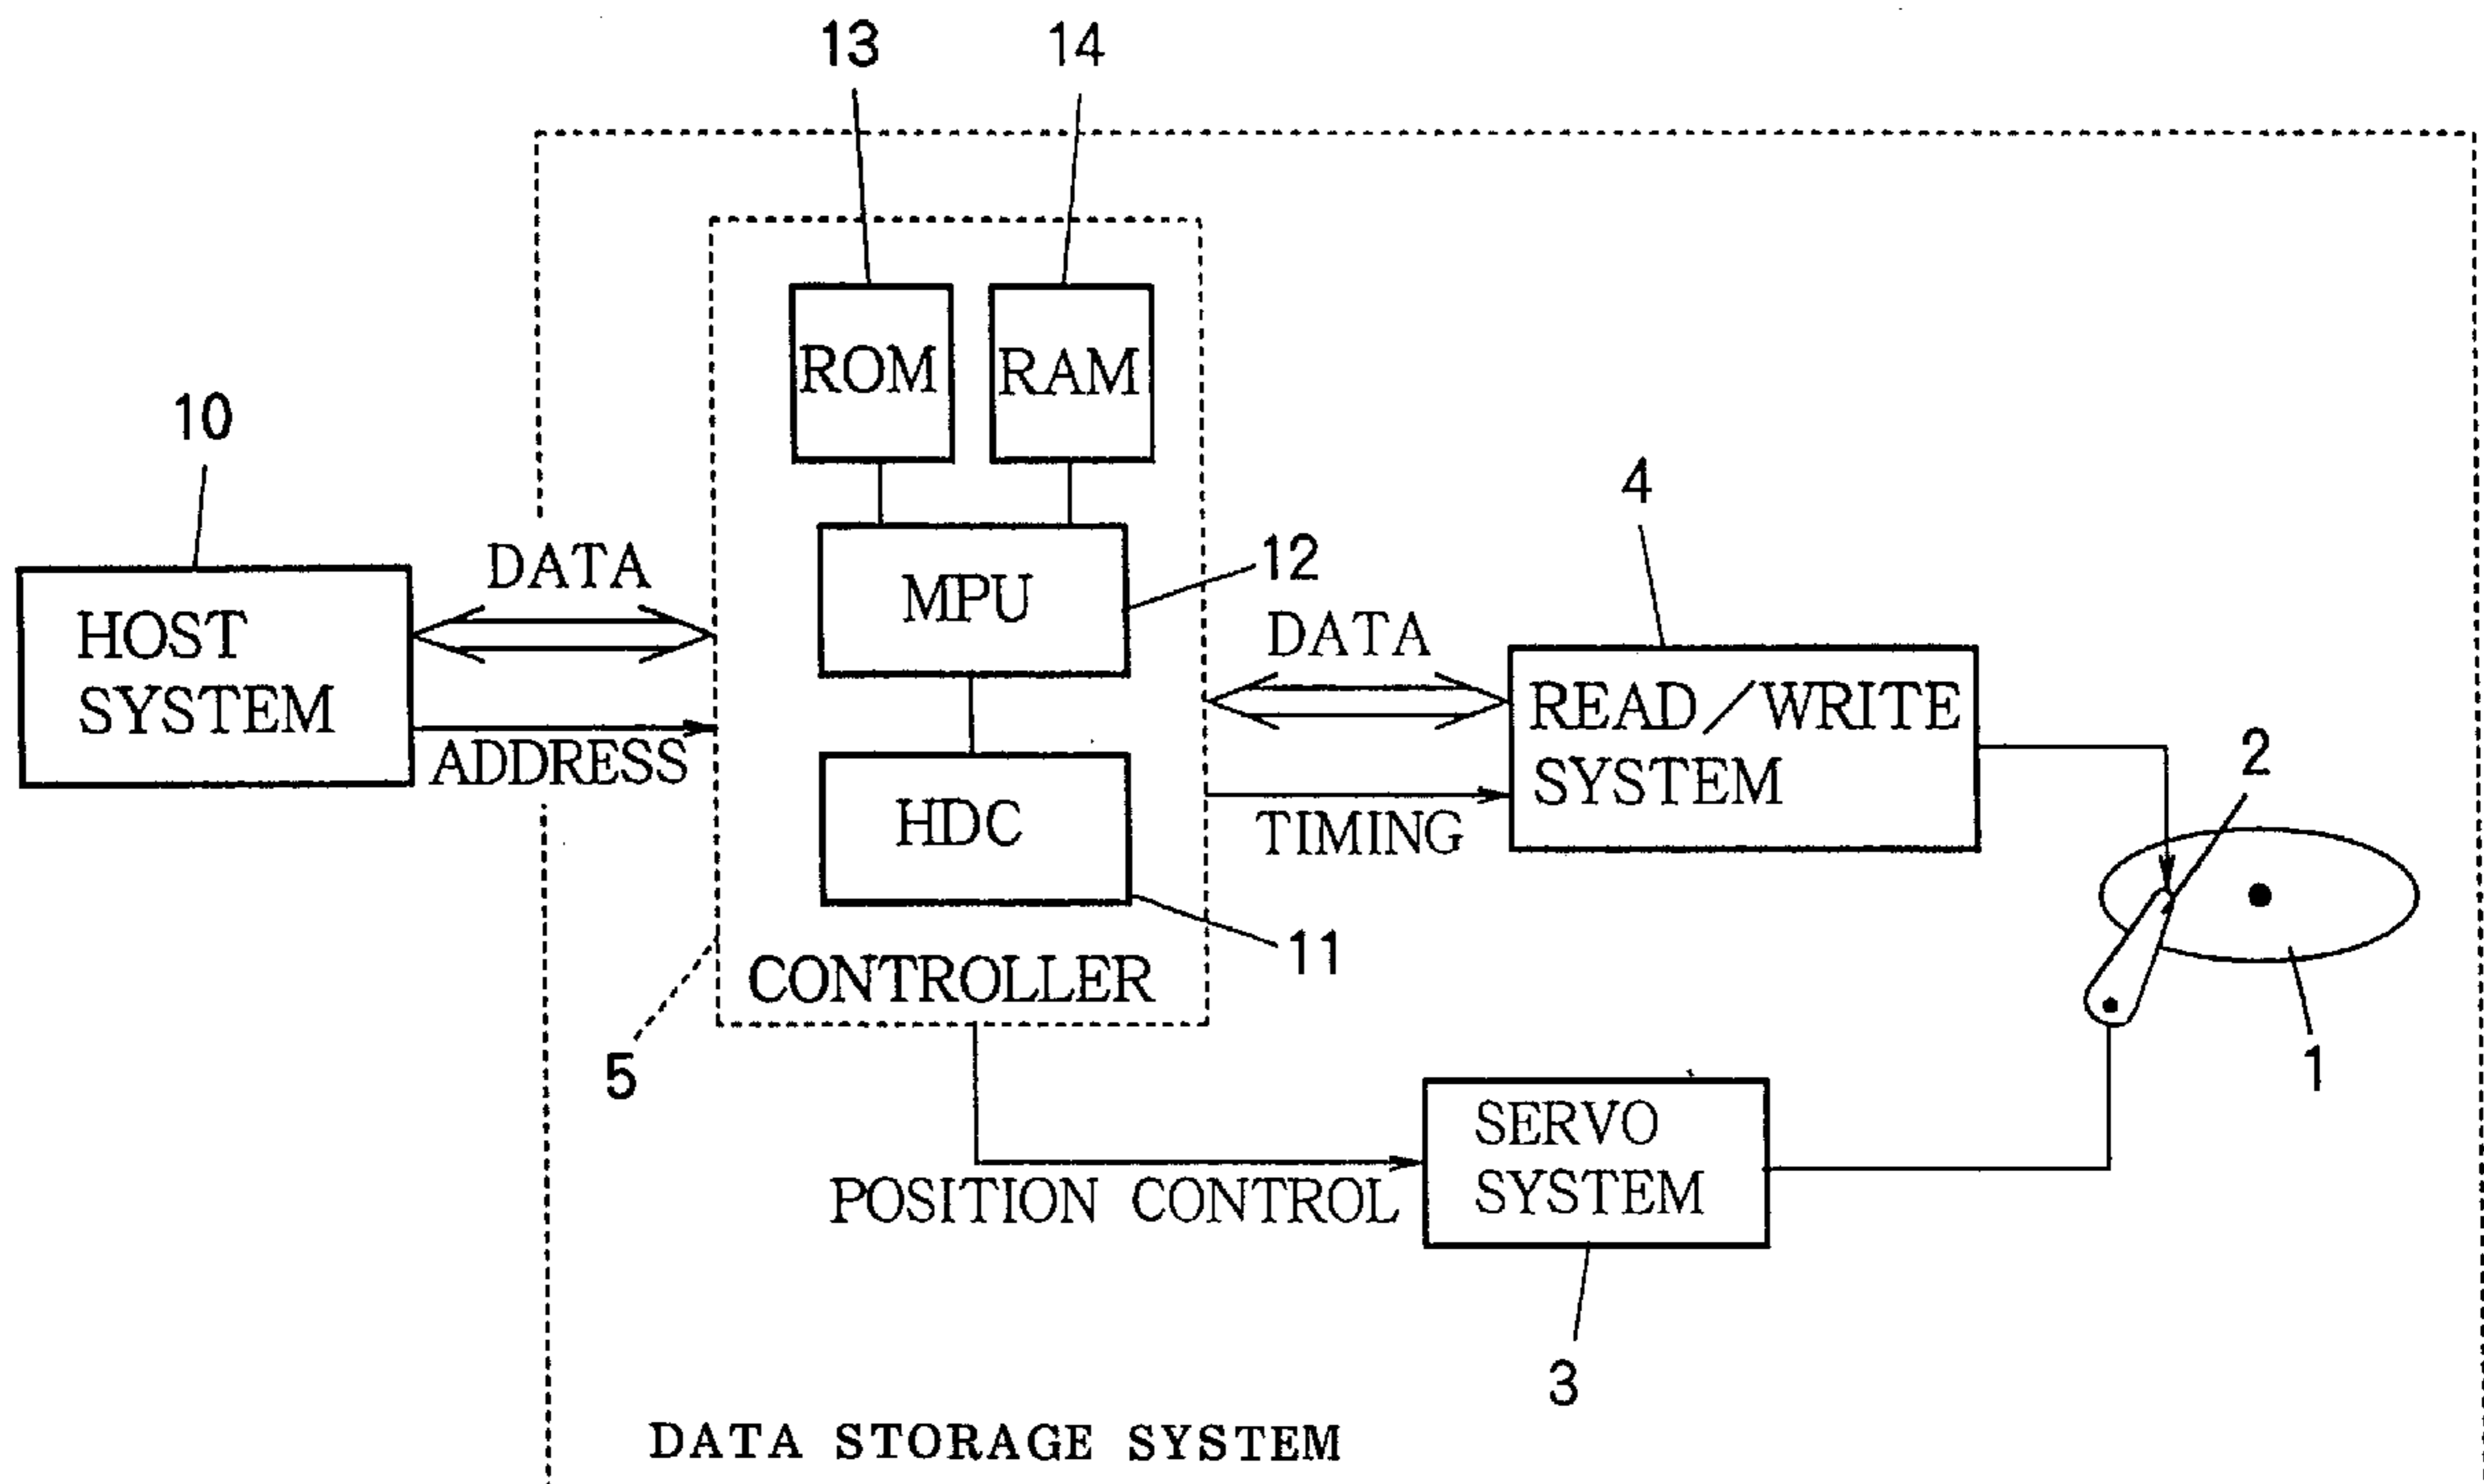 13
14
ROM
RAM
10
4
DATA
12
MPU
HOST
SYSTEM
DATA
READ/WRITE
SYSTEM
2
ADDRESS
HDC
TIMING
11
CONTROLLER
5
1
SERVO
SYSTEM
POSITION CONTROL
3
DATA STORAGE SYSTEM